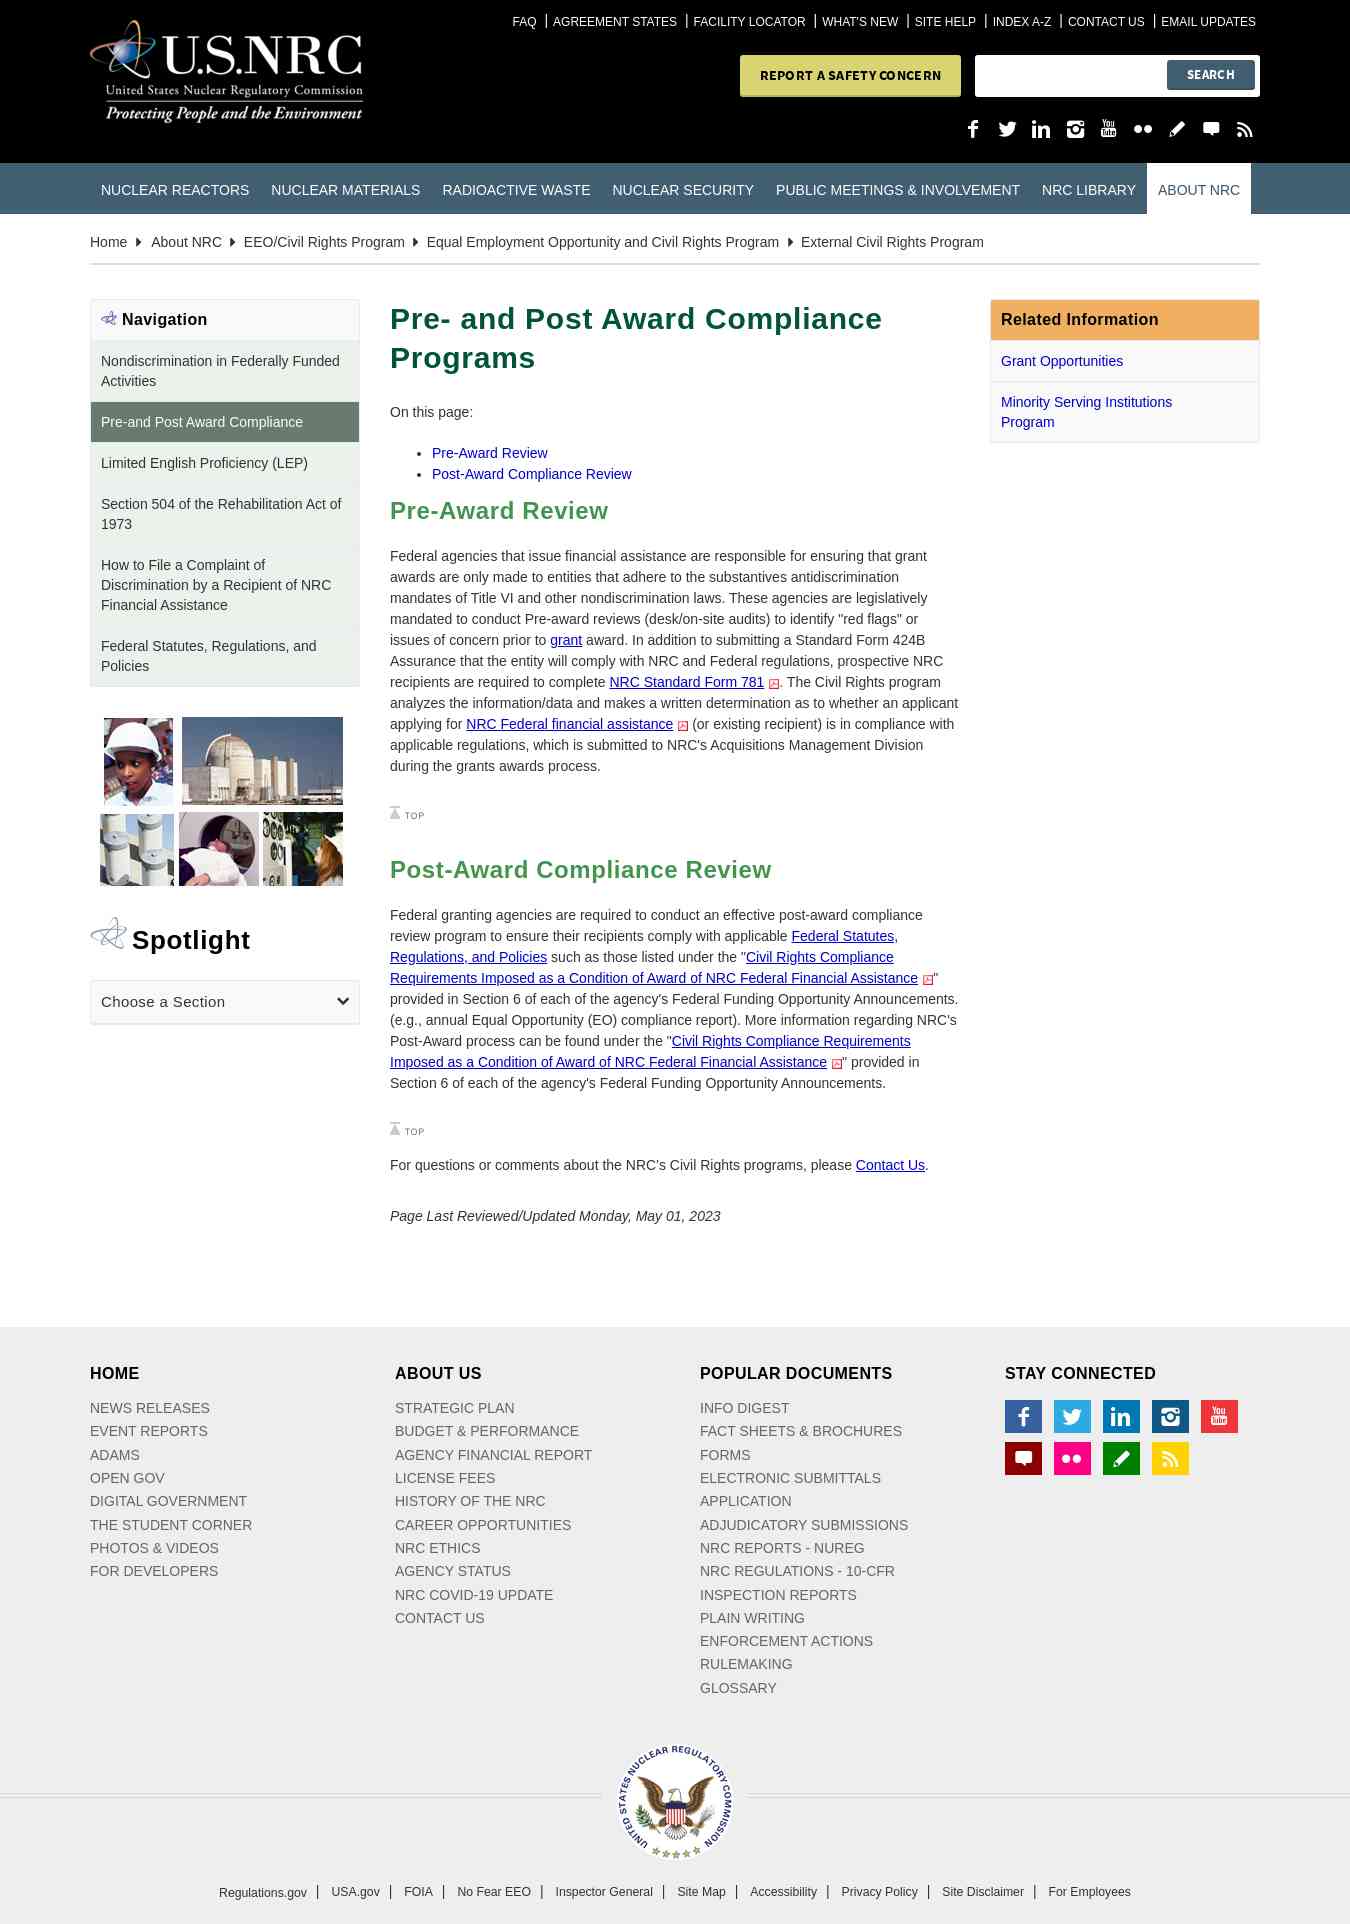 FAQ | AGREEMENT STATES | FACILITY LOCATOR | WHAT'S NEW | SITE HELP | INDEX A-Z | CONTACT US | EMAIL UPDATES
U.S.NRC
United States Nuclear Regulatory Commission
Protecting People and the Environment
REPORT A SAFETY CONCERN
SEARCH
NUCLEAR REACTORS NUCLEAR MATERIALS RADIOACTIVE WASTE NUCLEAR SECURITY PUBLIC MEETINGS & INVOLVEMENT NRC LIBRARY ABOUT NRC
Home About NRC EEO/Civil Rights Program Equal Employment Opportunity and Civil Rights Program External Civil Rights Program
Navigation
Nondiscrimination in Federally Funded
Activities
Pre-and Post Award Compliance
Limited English Proficiency (LEP)
Section 504 of the Rehabilitation Act of
1973
How to File a Complaint of
Discrimination by a Recipient of NRC
Financial Assistance
Federal Statutes, Regulations, and
Policies
Spotlight
Choose a Section
Pre- and Post Award Compliance
Programs
On this page:
• Pre-Award Review
• Post-Award Compliance Review
Pre-Award Review
Federal agencies that issue financial assistance are responsible for ensuring that grant
awards are only made to entities that adhere to the substantives antidiscrimination
mandates of Title VI and other nondiscrimination laws. These agencies are legislatively
mandated to conduct Pre-award reviews (desk/on-site audits) to identify "red flags" or
issues of concern prior to grant award. In addition to submitting a Standard Form 424B
Assurance that the entity will comply with NRC and Federal regulations, prospective NRC
recipients are required to complete NRC Standard Form 781 . The Civil Rights program
analyzes the information/data and makes a written determination as to whether an applicant
applying for NRC Federal financial assistance (or existing recipient) is in compliance with
applicable regulations, which is submitted to NRC's Acquisitions Management Division
during the grants awards process.
TOP
Post-Award Compliance Review
Federal granting agencies are required to conduct an effective post-award compliance
review program to ensure their recipients comply with applicable Federal Statutes,
Regulations, and Policies such as those listed under the "Civil Rights Compliance
Requirements Imposed as a Condition of Award of NRC Federal Financial Assistance "
provided in Section 6 of each of the agency's Federal Funding Opportunity Announcements.
(e.g., annual Equal Opportunity (EO) compliance report). More information regarding NRC's
Post-Award process can be found under the "Civil Rights Compliance Requirements
Imposed as a Condition of Award of NRC Federal Financial Assistance " provided in
Section 6 of each of the agency's Federal Funding Opportunity Announcements.
TOP
For questions or comments about the NRC's Civil Rights programs, please Contact Us.
Page Last Reviewed/Updated Monday, May 01, 2023
Related Information
Grant Opportunities
Minority Serving Institutions
Program
HOME
NEWS RELEASES
EVENT REPORTS
ADAMS
OPEN GOV
DIGITAL GOVERNMENT
THE STUDENT CORNER
PHOTOS & VIDEOS
FOR DEVELOPERS
ABOUT US
STRATEGIC PLAN
BUDGET & PERFORMANCE
AGENCY FINANCIAL REPORT
LICENSE FEES
HISTORY OF THE NRC
CAREER OPPORTUNITIES
NRC ETHICS
AGENCY STATUS
NRC COVID-19 UPDATE
CONTACT US
POPULAR DOCUMENTS
INFO DIGEST
FACT SHEETS & BROCHURES
FORMS
ELECTRONIC SUBMITTALS
APPLICATION
ADJUDICATORY SUBMISSIONS
NRC REPORTS - NUREG
NRC REGULATIONS - 10-CFR
INSPECTION REPORTS
PLAIN WRITING
ENFORCEMENT ACTIONS
RULEMAKING
GLOSSARY
STAY CONNECTED
UNITED STATES NUCLEAR REGULATORY COMMISSION
Regulations.gov | USA.gov | FOIA | No Fear EEO | Inspector General | Site Map | Accessibility | Privacy Policy | Site Disclaimer | For Employees